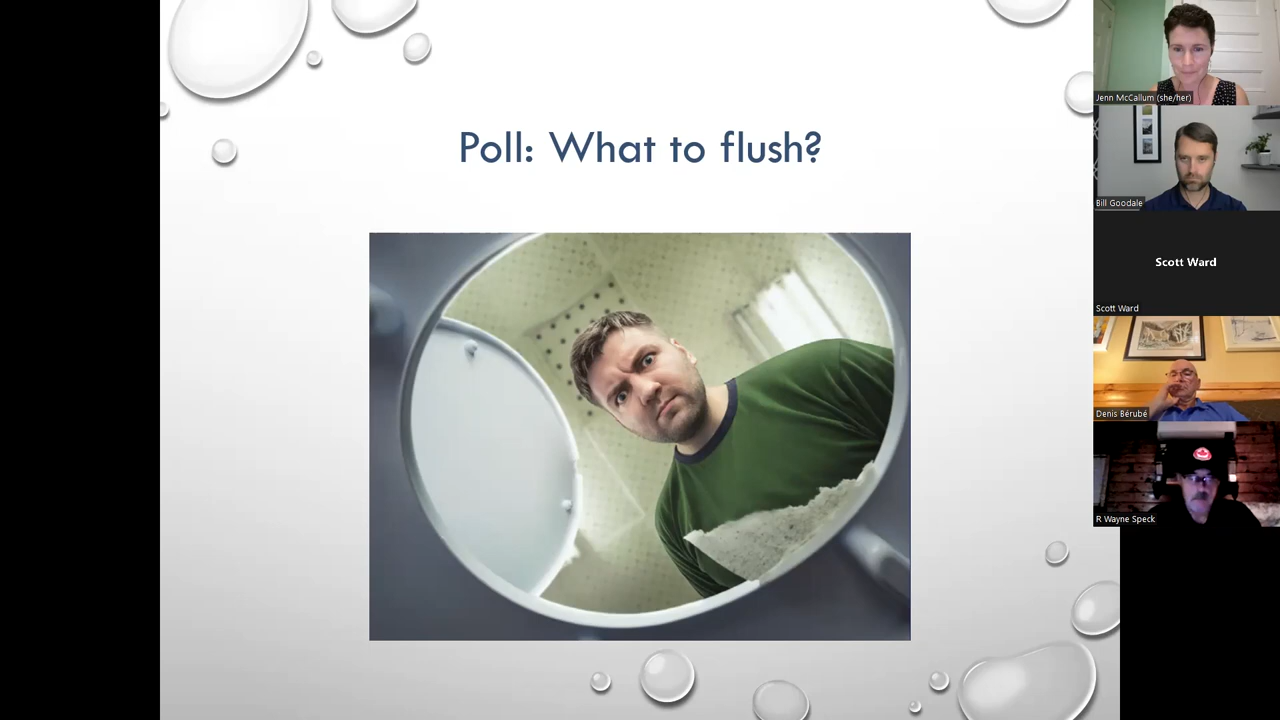 Poll: What to flush?
Jenn McCallum (she/her)
Bill Goodale
Scott Ward
Scott Ward
Denis Bérubé
R Wayne Speck